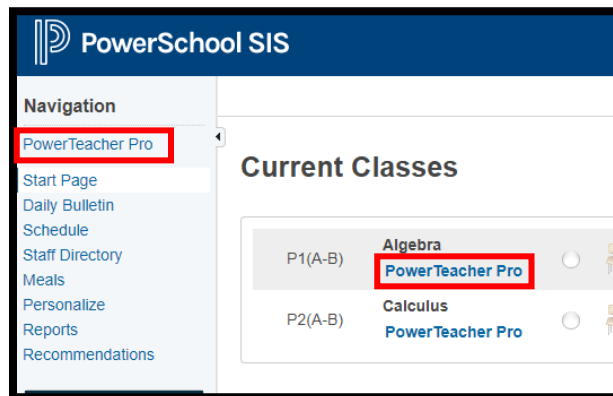 PowerSchool SIS
Navigation
PowerTeacher Pro
Start Page
Daily Bulletin
Schedule
Staff Directory
Meals
Personalize
Reports
Recommendations
Current Classes
P1(A-B)
Algebra
PowerTeacher Pro
P2(A-B)
Calculus
PowerTeacher Pro